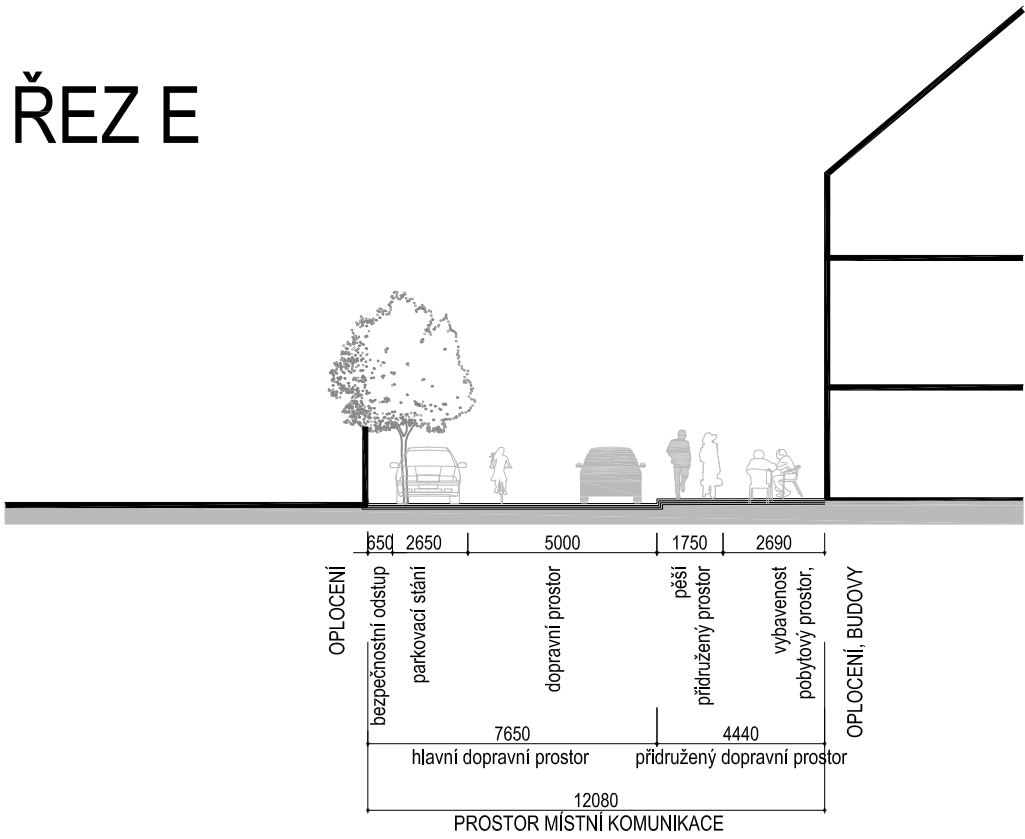 ŘEZ E
650 2650 5000 1750 2690
OPLOCENÍ
bezpečnostní odstup
parkovací stání
dopravní prostor
pěší
přidružený prostor
vybavenost
pobytový prostor,
OPLOCENÍ, BUDOVY
7650 4440
hlavní dopravní prostor přidružený dopravní prostor
12080
PROSTOR MÍSTNÍ KOMUNIKACE